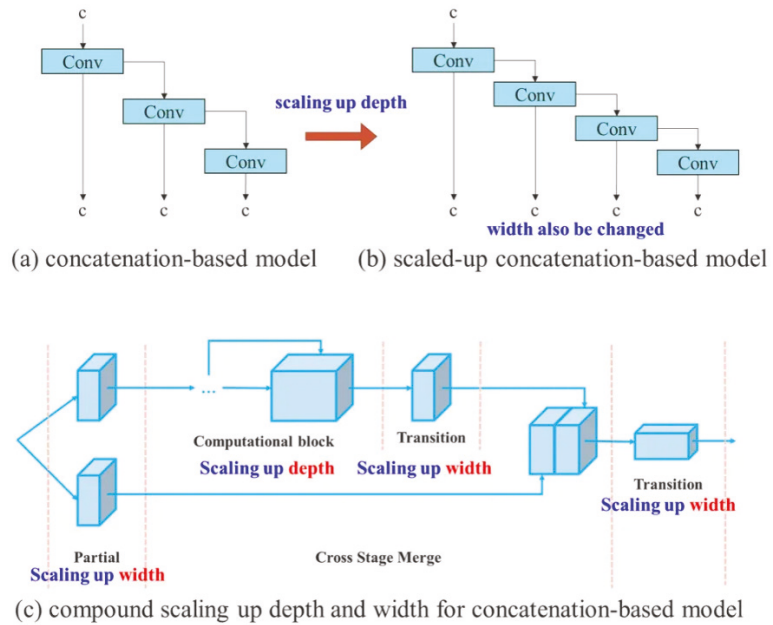 c c
Conv Conv
Conv scaling up depth Conv
Conv Conv
Conv
c c c c c c c
width also be changed
(a) concatenation-based model (b) scaled-up concatenation-based model
...
Computational block Transition
Scaling up depth Scaling up width
Transition
Scaling up width
Partial Cross Stage Merge
Scaling up width
(c) compound scaling up depth and width for concatenation-based model